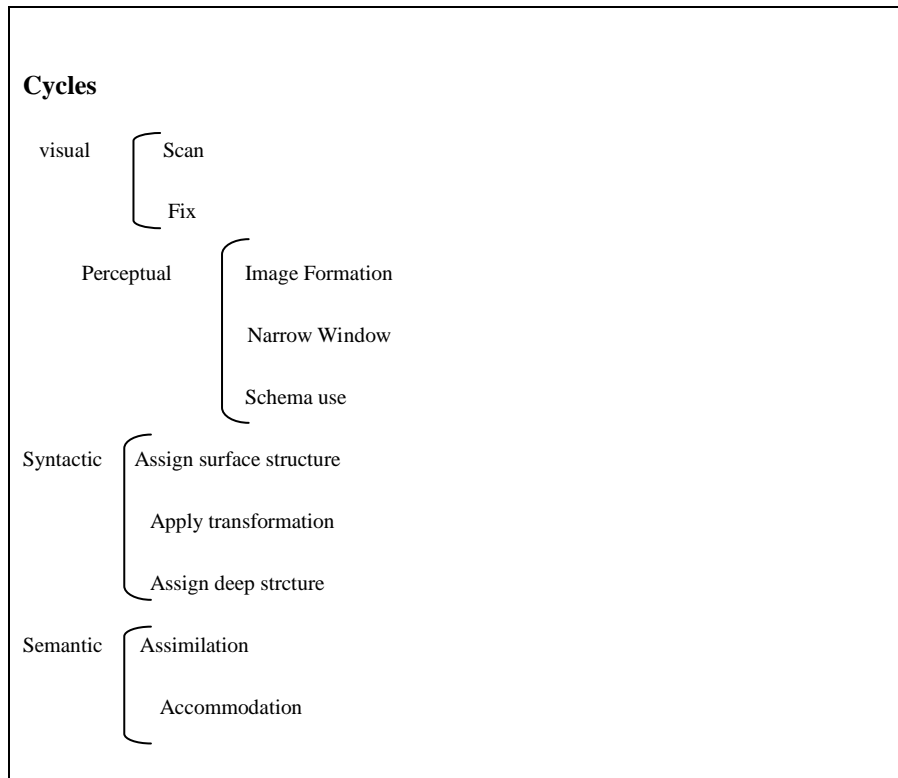 Cycles
visual Scan
Fix
Perceptual Image Formation
Narrow Window
Schema use
Syntactic Assign surface structure
Apply transformation
Assign deep strcture
Semantic Assimilation
Accommodation